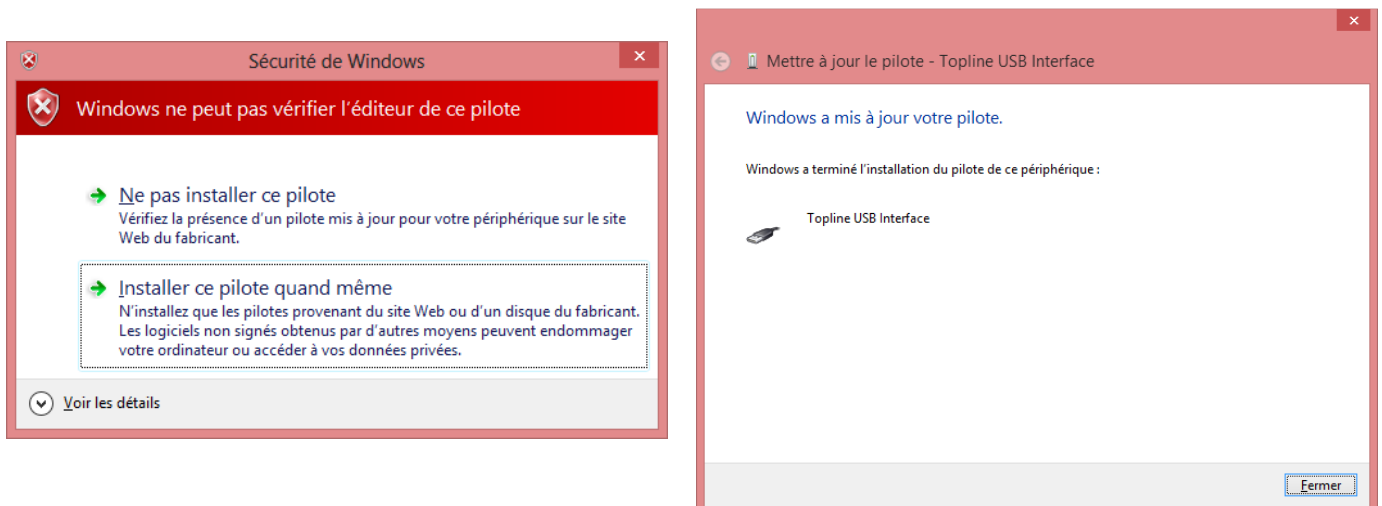 Sécurité de Windows
Windows ne peut pas vérifier l'éditeur de ce pilote
Ne pas installer ce pilote
Vérifiez la présence d'un pilote mis à jour pour votre périphérique sur le site
Web du fabricant.
Installer ce pilote quand même
N'installez que les pilotes provenant du site Web ou d'un disque du fabricant.
Les logiciels non signés obtenus par d'autres moyens peuvent endommager
votre ordinateur ou accéder à vos données privées.
Voir les détails
Mettre à jour le pilote - Topline USB Interface
Windows a mis à jour votre pilote.
Windows a terminé l'installation du pilote de ce périphérique :
Topline USB Interface
Fermer